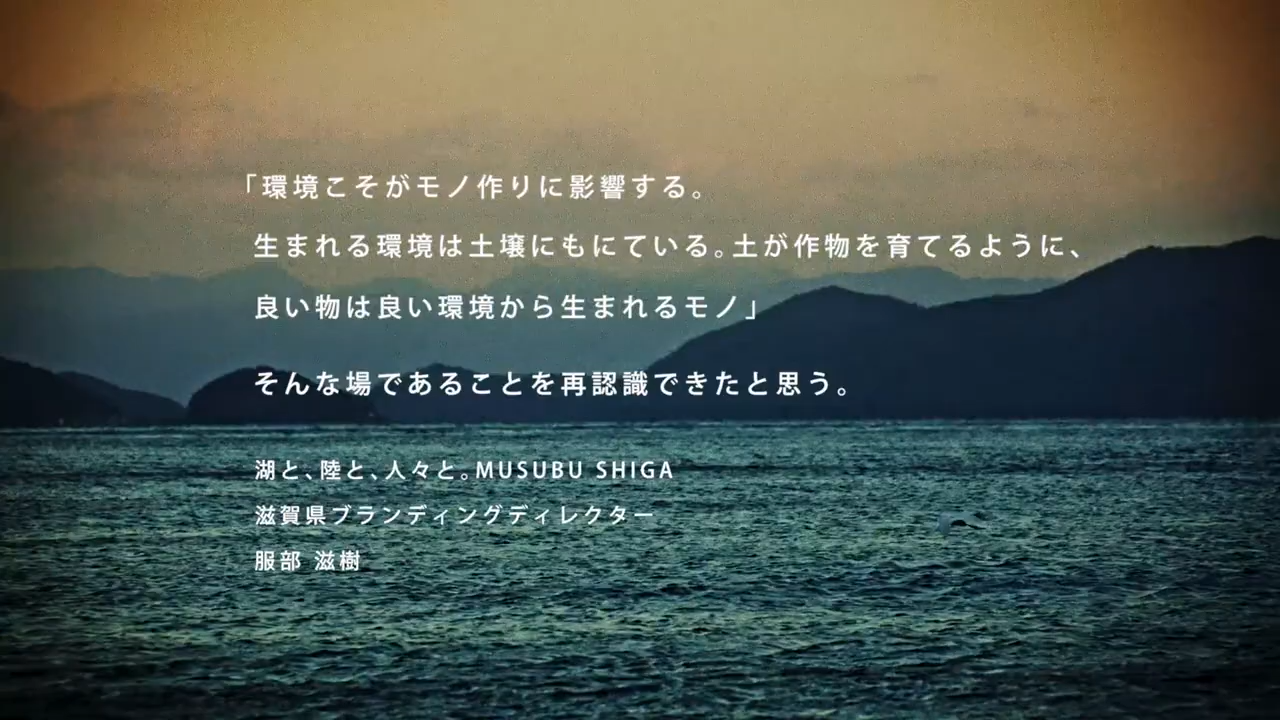 「環境こそがモノ作りに影響する。
生まれる環境は土壌にもにている。土が作物を育てるように、
良い物は良い環境から生まれるモノ」
そんな場であることを再認識できたと思う。
湖と、陸と、人々と。MUSUBU SHIGA
滋賀県ブランディングディレクター
服部 滋樹